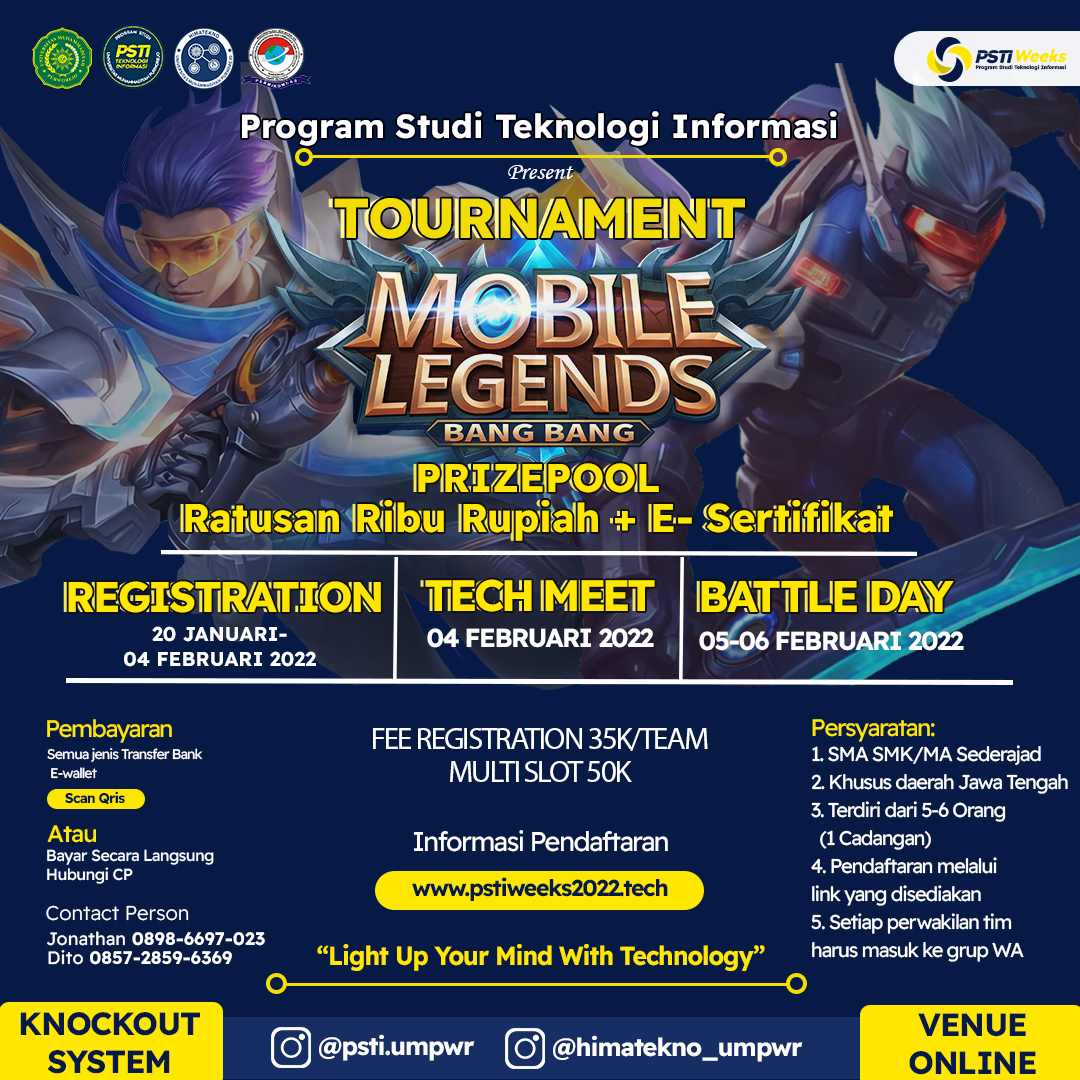 PSTI
TEKNOLOGI
INFORMASI
HIMATEKNO
PSTI Weeks
Program Studi Teknologi Informasi
Program Studi Teknologi Informasi
Present
TOURNAMENT
MOBILE
LEGENDS
BANG BANG
PRIZEPOOL
Ratusan Ribu Rupiah + E- Sertifikat
REGISTRATION
20 JANUARI-
04 FEBRUARI 2022
TECH MEET
04 FEBRUARI 2022
BATTLE DAY
05-06 FEBRUARI 2022
Pembayaran
Semua jenis Transfer Bank
E-wallet
Scan Qris
Atau
Bayar Secara Langsung
Hubungi CP
Contact Person
Jonathan 0898-6697-023
Dito 0857-2859-6369
FEE REGISTRATION 35K/TEAM
MULTI SLOT 50K
Informasi Pendaftaran
www.pstiweeks2022.tech
“Light Up Your Mind With Technology”
Persyaratan:
1. SMA SMK/MA Sederajad
2. Khusus daerah Jawa Tengah
3. Terdiri dari 5-6 Orang
(1 Cadangan)
4. Pendaftaran melalui
link yang disediakan
5. Setiap perwakilan tim
harus masuk ke grup WA
KNOCKOUT
SYSTEM
@psti.umpwr
@himatekno_umpwr
VENUE
ONLINE